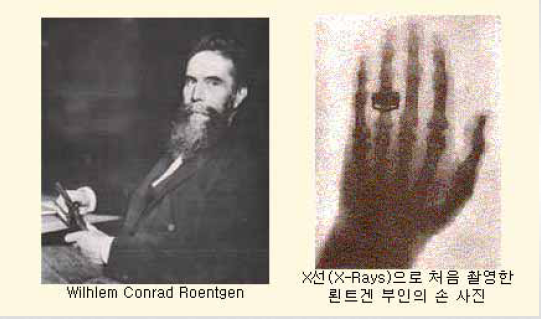 Wilhlem Conrad Roentgen
X선(X-Rays)으로 처음 촬영한
뢴트겐 부인의 손 사진